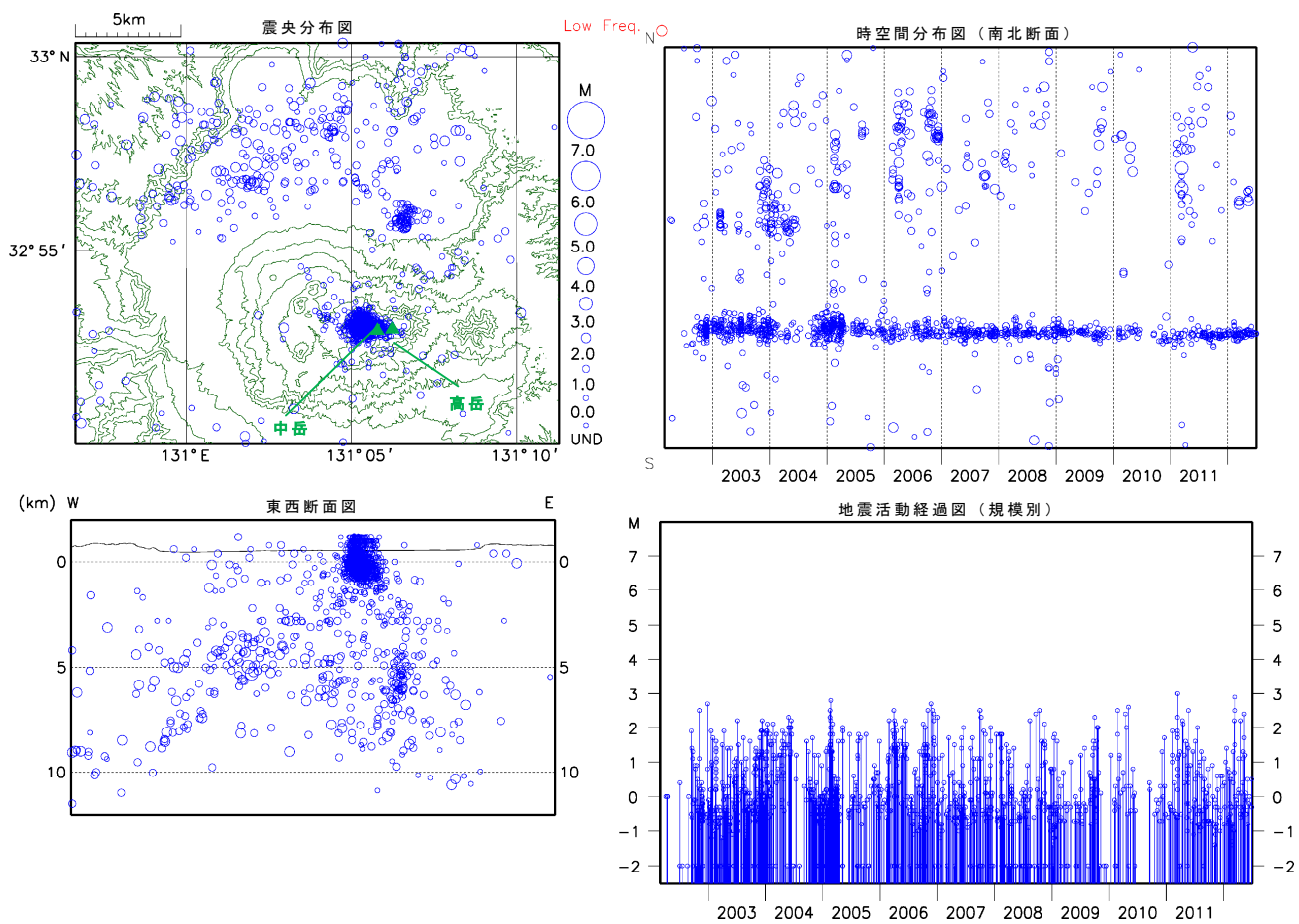 5km
震央分布図
33° N
32° 55′
131° E
131° 05′
131° 10′
中岳
高岳
Low Freq.
M
7.0
6.0
5.0
4.0
3.0
2.0
1.0
0.0
UND
時空間分布図 (南北断面)
N
S
2003 2004 2005 2006 2007 2008 2009 2010 2011
東西断面図
(km) W E
0 0
5 5
10 10
地震活動経過図 (規模別)
M
7 7
6 6
5 5
4 4
3 3
2 2
1 1
0 0
-1 -1
-2 -2
2003 2004 2005 2006 2007 2008 2009 2010 2011